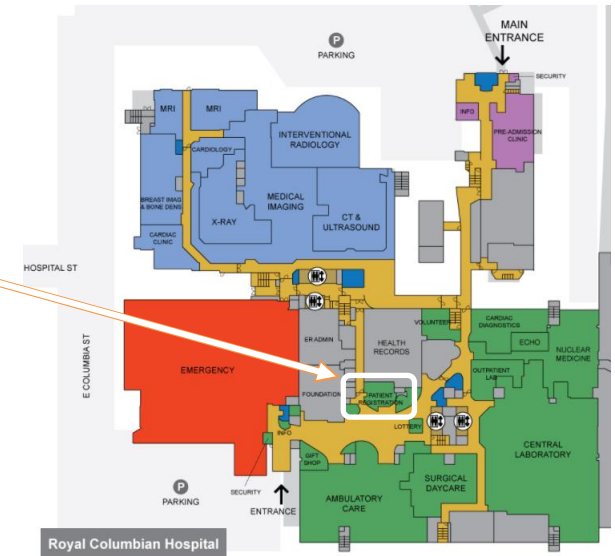 MAIN
ENTRANCE
P
PARKING
SECURITY
MRI
MRI
INFO
PRE-ADMISSION
CLINIC
INTERVENTIONAL
RADIOLOGY
CARDIOLOGY
BREAST IMAG
& BONE DENS
MEDICAL
IMAGING
X-RAY
CT &
ULTRASOUND
CARDIAC
CLINIC
HOSPITAL ST
E COLUMBIA ST
VOLUNTEER
CARDIAC
DIAGNOSTICS
ER ADMIN
HEALTH
RECORDS
ECHO
NUCLEAR
MEDICINE
EMERGENCY
OUTPATIENT
LAB
FOUNDATION
PATIENT
REGISTRATION
LOTTERY
INFO
CENTRAL
LABORATORY
GIFT
SHOP
SURGICAL
DAYCARE
AMBULATORY
CARE
P
PARKING
SECURITY
ENTRANCE
Royal Columbian Hospital